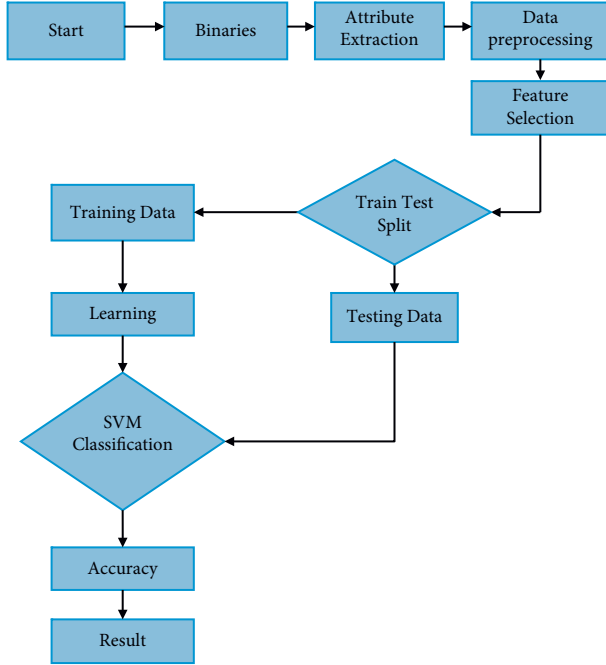 Start
Binaries
Attribute
Extraction
Data
preprocessing
Feature
Selection
Train Test
Split
Training Data
Learning
Testing Data
SVM
Classification
Accuracy
Result